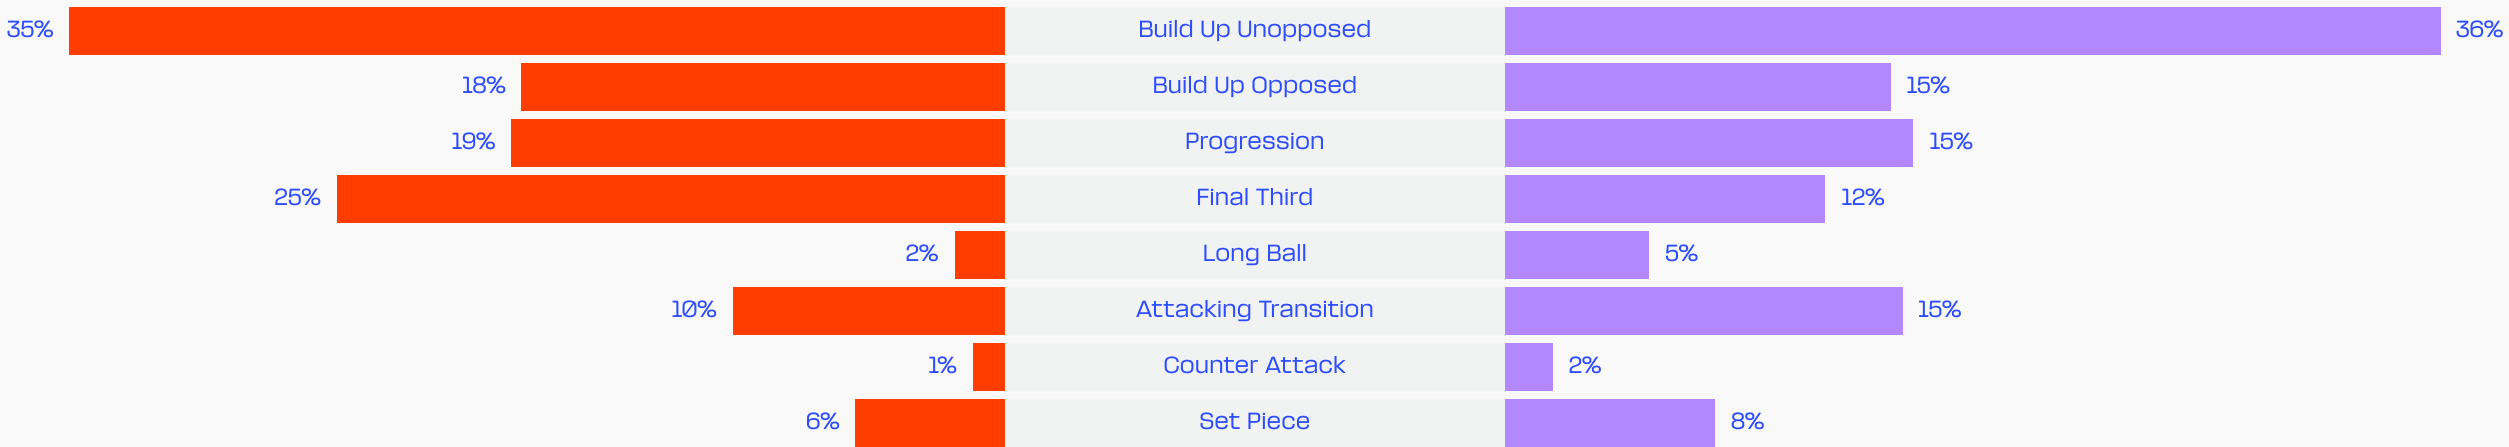 35% Build Up Unopposed 36%
18% Build Up Opposed 15%
19% Progression 15%
25% Final Third 12%
2% Long Ball 5%
10% Attacking Transition 15%
1% Counter Attack 2%
6% Set Piece 8%